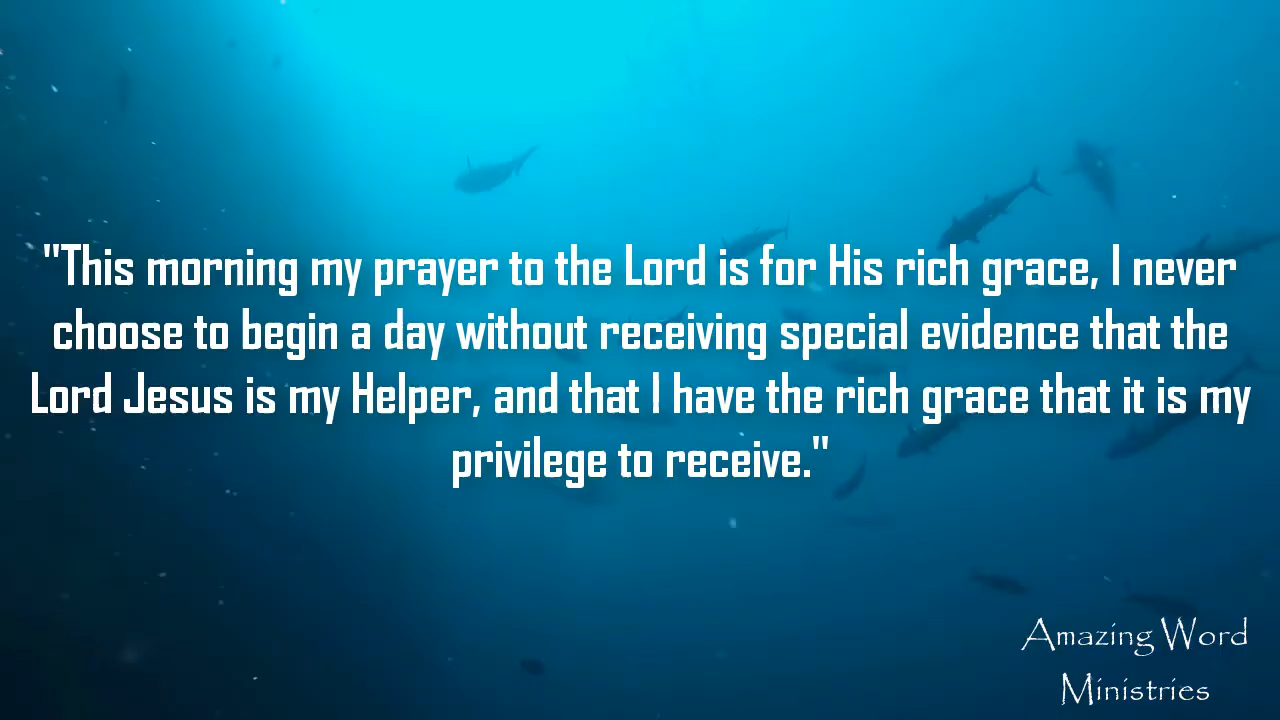 "This morning my prayer to the Lord is for His rich grace, I never
choose to begin a day without receiving special evidence that the
Lord Jesus is my Helper, and that I have the rich grace that it is my
privilege to receive."
Amazing Word
Ministries